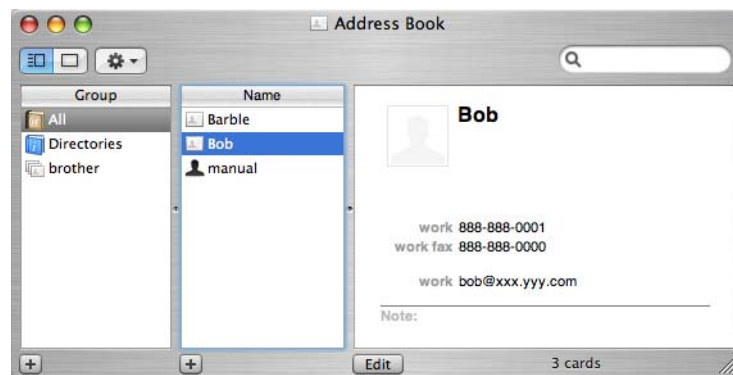 Address Book
Group
All
Directories
brother
Name
Barble
Bob
manual
Bob
work 888-888-0001
work fax 888-888-0000
work bob@xxx.yyy.com
Note:
Edit
3 cards